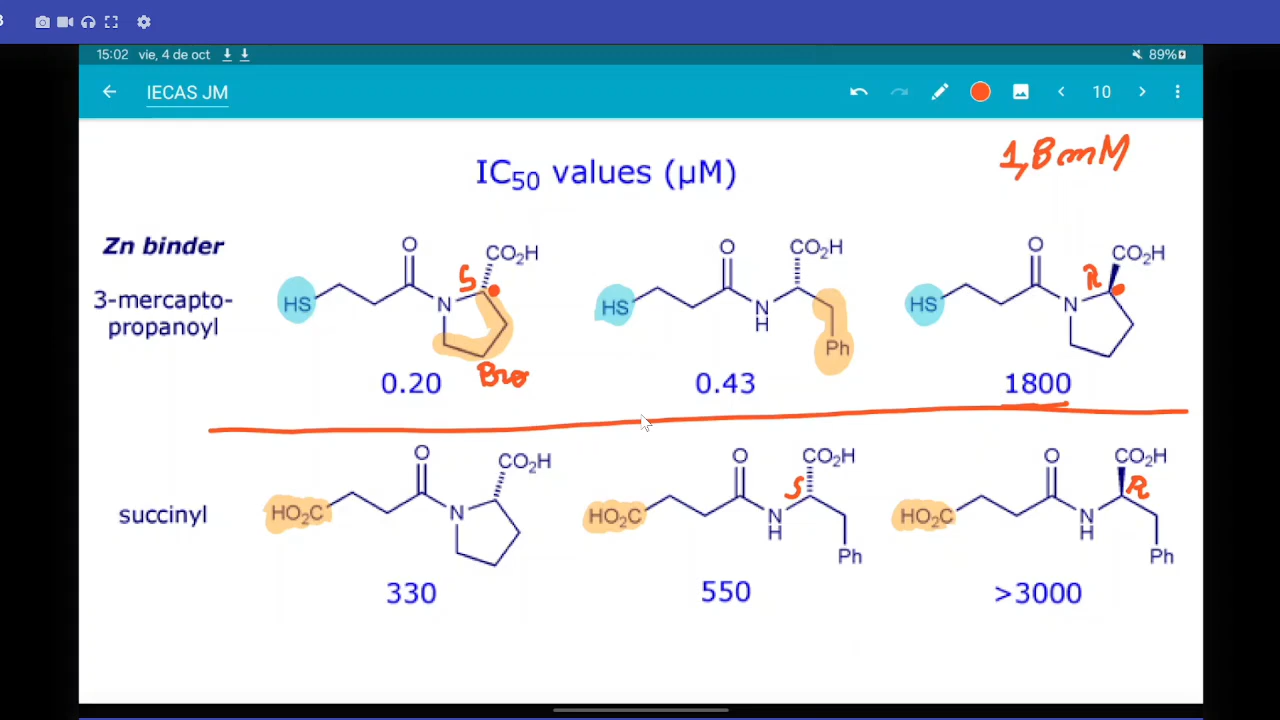 15:02 vie, 4 de oct 89%
IECAS JM 10
1,8 mM
IC50 values (µM)
Zn binder
3-mercapto-
propanoyl
HS O N CO₂H S
HS O N H CO₂H Ph
HS O N CO₂H R
Pro
0.20 0.43 1800
succinyl
HO₂C O N CO₂H
HO₂C O N H CO₂H S Ph
HO₂C O N H CO₂H R Ph
330 550 >3000